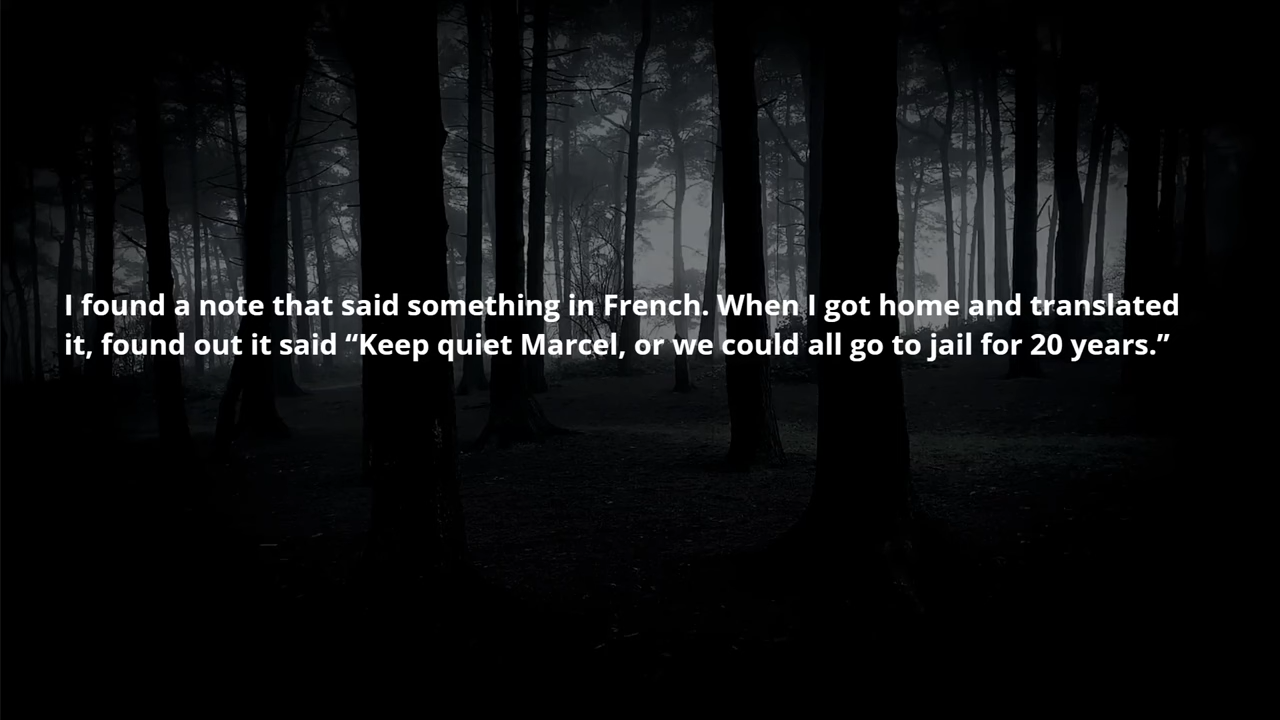 I found a note that said something in French. When I got home and translated
it, found out it said “Keep quiet Marcel, or we could all go to jail for 20 years.”